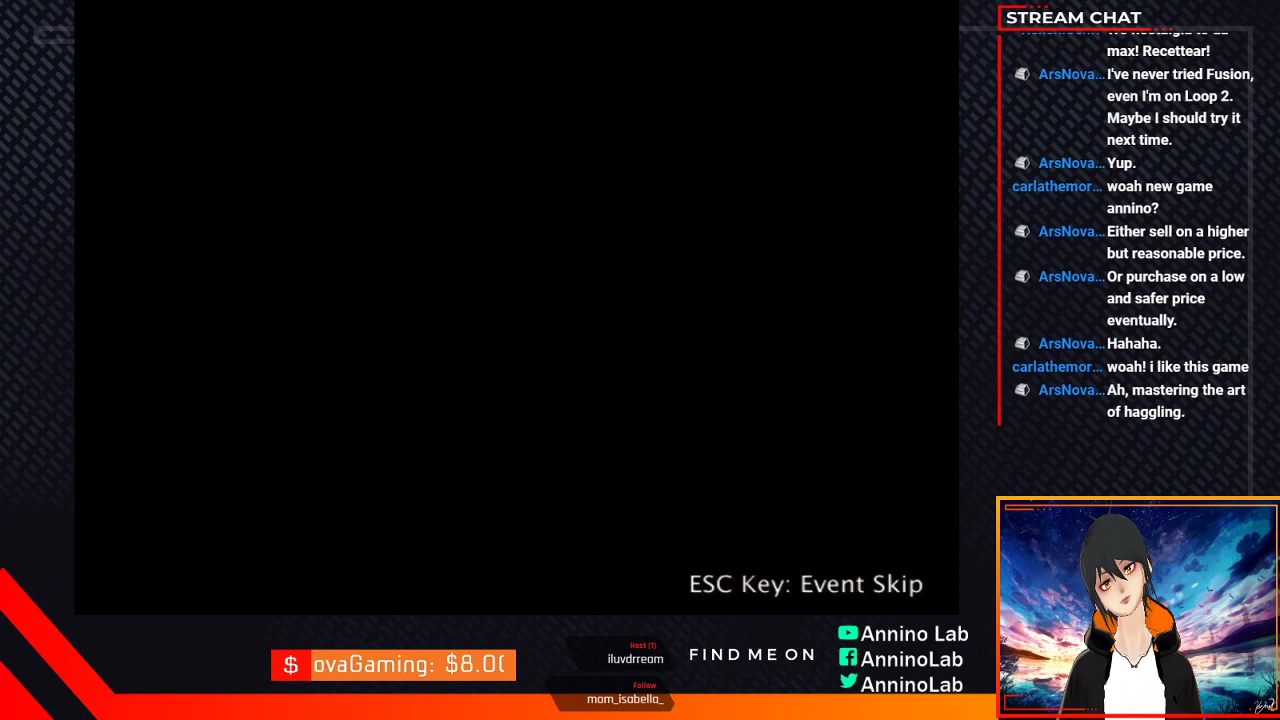 STREAM CHAT
max! Recettear!
ArsNova... I've never tried Fusion,
even I'm on Loop 2.
Maybe I should try it
next time.
ArsNova... Yup.
carlathemor... woah new game
annino?
ArsNova... Either sell on a higher
but reasonable price.
ArsNova... Or purchase on a low
and safer price
eventually.
ArsNova... Hahaha.
carlathemor... woah! i like this game
ArsNova... Ah, mastering the art
of haggling.
ESC Key: Event Skip
$ ovaGaming: $8.0
Host (1)
iluvdrream
Follow
mom_isabella_
FIND ME ON
Annino Lab
AnninoLab
AnninoLab